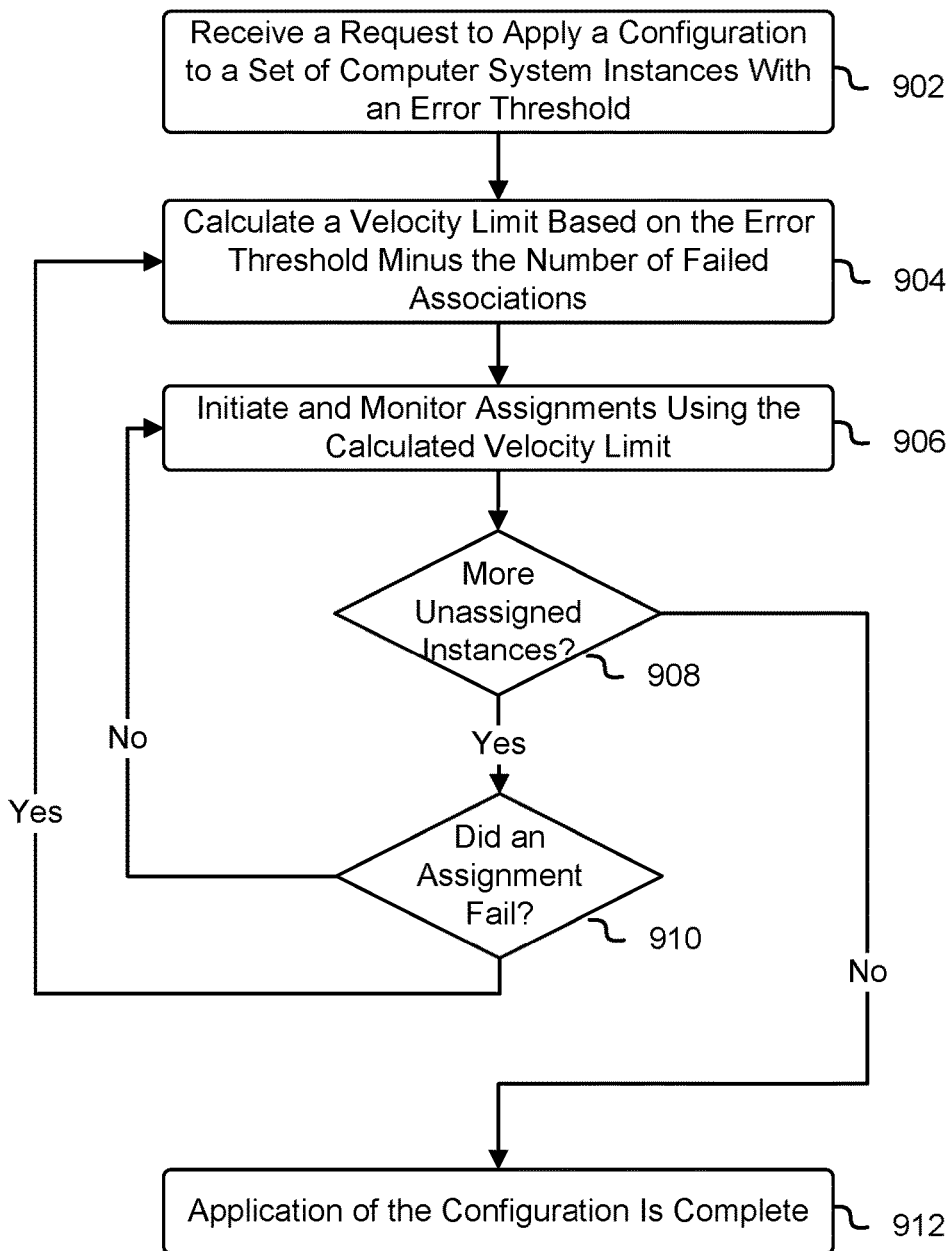 Receive a Request to Apply a Configuration
to a Set of Computer System Instances With
an Error Threshold
902
Calculate a Velocity Limit Based on the Error
Threshold Minus the Number of Failed
Associations
904
Initiate and Monitor Assignments Using the
Calculated Velocity Limit
906
More
Unassigned
Instances?
908
No
Yes
Yes
Did an
Assignment
Fail?
910
No
Application of the Configuration Is Complete
912